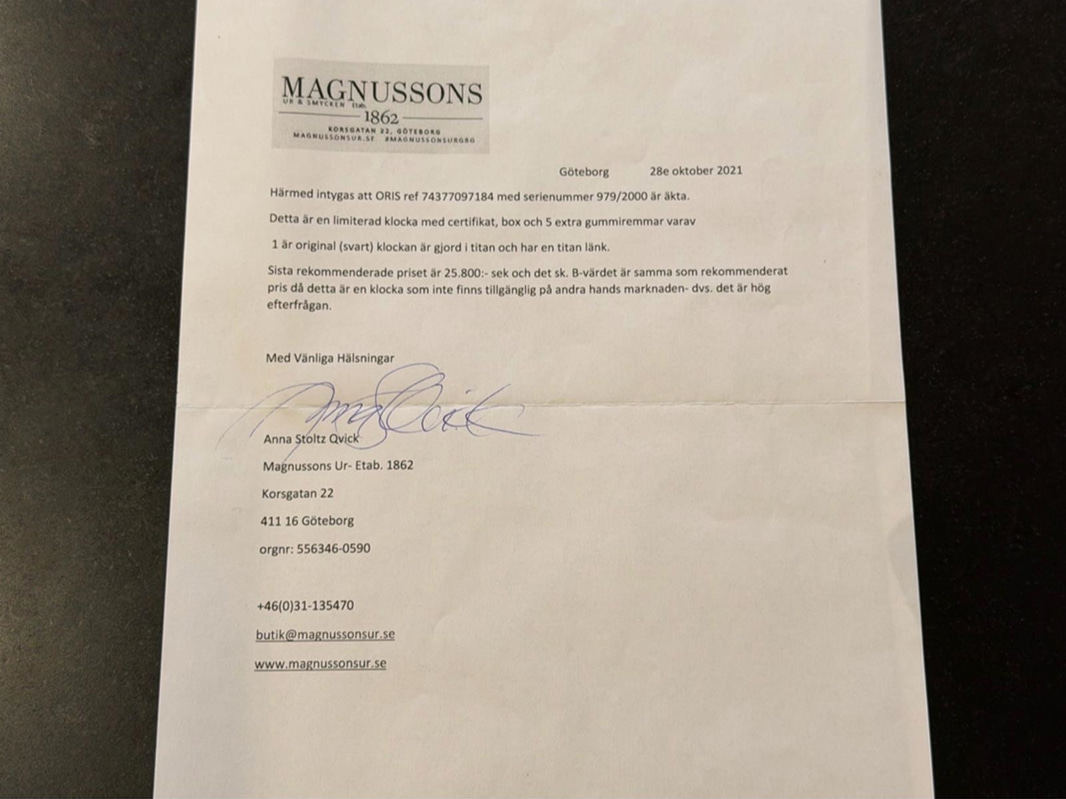 MAGNUSSONS
UR & SMYCKEN Etab.
1862
KORSGATAN 22, GÖTEBORG
MAGNUSSONSUR.SE #MAGNUSSONSURGBG
Göteborg 28e oktober 2021
Härmed intygas att ORIS ref 74377097184 med serienummer 979/2000 är äkta.
Detta är en limiterad klocka med certifikat, box och 5 extra gummiremmar varav
1 är original (svart) klockan är gjord i titan och har en titan länk.
Sista rekommenderade priset är 25.800:- sek och det sk. B-värdet är samma som rekommenderat
pris då detta är en klocka som inte finns tillgänglig på andra hands marknaden- dvs. det är hög
efterfrågan.
Med Vänliga Hälsningar
Anna Stoltz Qvick
Magnussons Ur- Etab. 1862
Korsgatan 22
411 16 Göteborg
orgnr: 556346-0590
+46(0)31-135470
butik@magnussonsur.se
www.magnussonsur.se